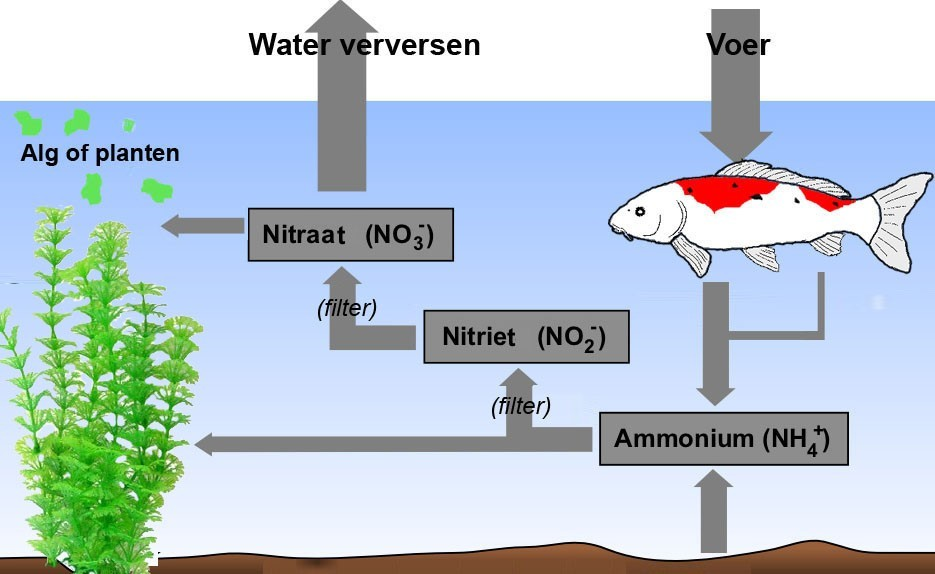 Water verversen
Voer
Alg of planten
Nitraat (NO₃⁻)
(filter)
Nitriet (NO₂⁻)
(filter)
Ammonium (NH₄⁺)